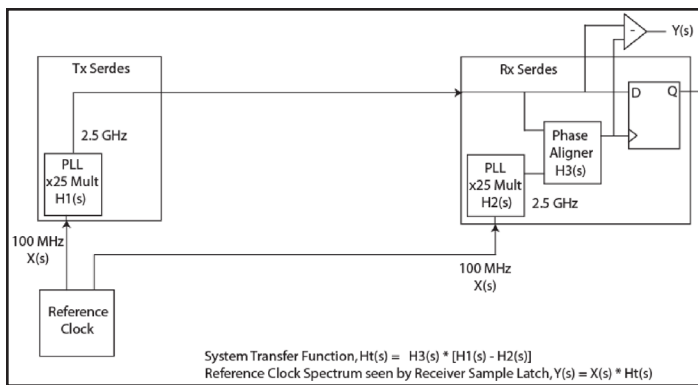 Y(s)
Tx Serdes
Rx Serdes
D Q
2.5 GHz
Phase
Aligner
H3(s)
PLL
x25 Mult
H1(s)
PLL
x25 Mult
H2(s)
2.5 GHz
100 MHz
X(s)
100 MHz
X(s)
Reference
Clock
System Transfer Function, Ht(s) = H3(s) * [H1(s) - H2(s)]
Reference Clock Spectrum seen by Receiver Sample Latch, Y(s) = X(s) * Ht(s)